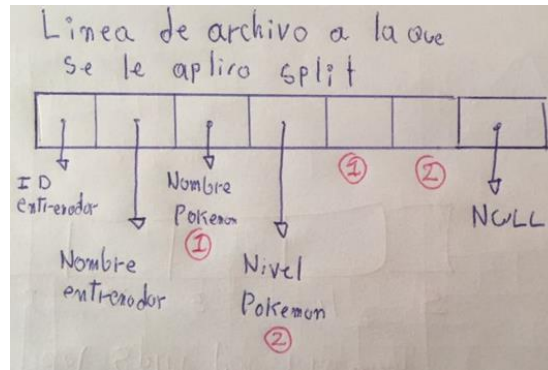 Linea de archivo a la que
se le aplico split
1
2
ID
entrenador
Nombre
Pokemon
1
NULL
Nombre
entrenador
Nivel
Pokemon
2